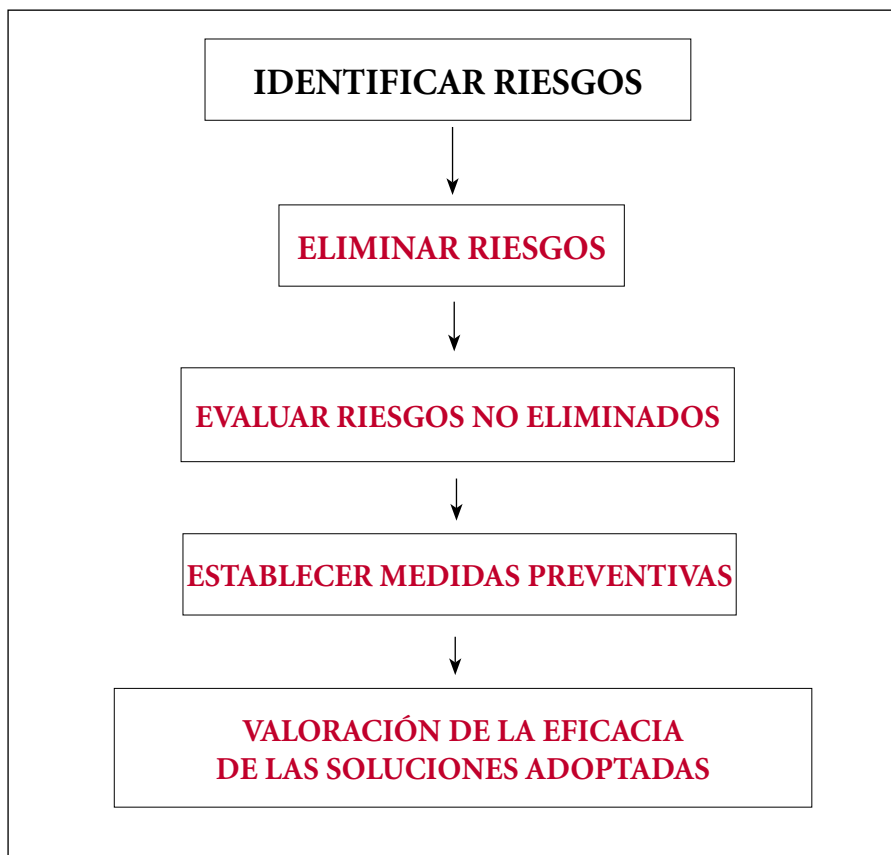 IDENTIFICAR RIESGOS
ELIMINAR RIESGOS
EVALUAR RIESGOS NO ELIMINADOS
ESTABLECER MEDIDAS PREVENTIVAS
VALORACIÓN DE LA EFICACIA
DE LAS SOLUCIONES ADOPTADAS